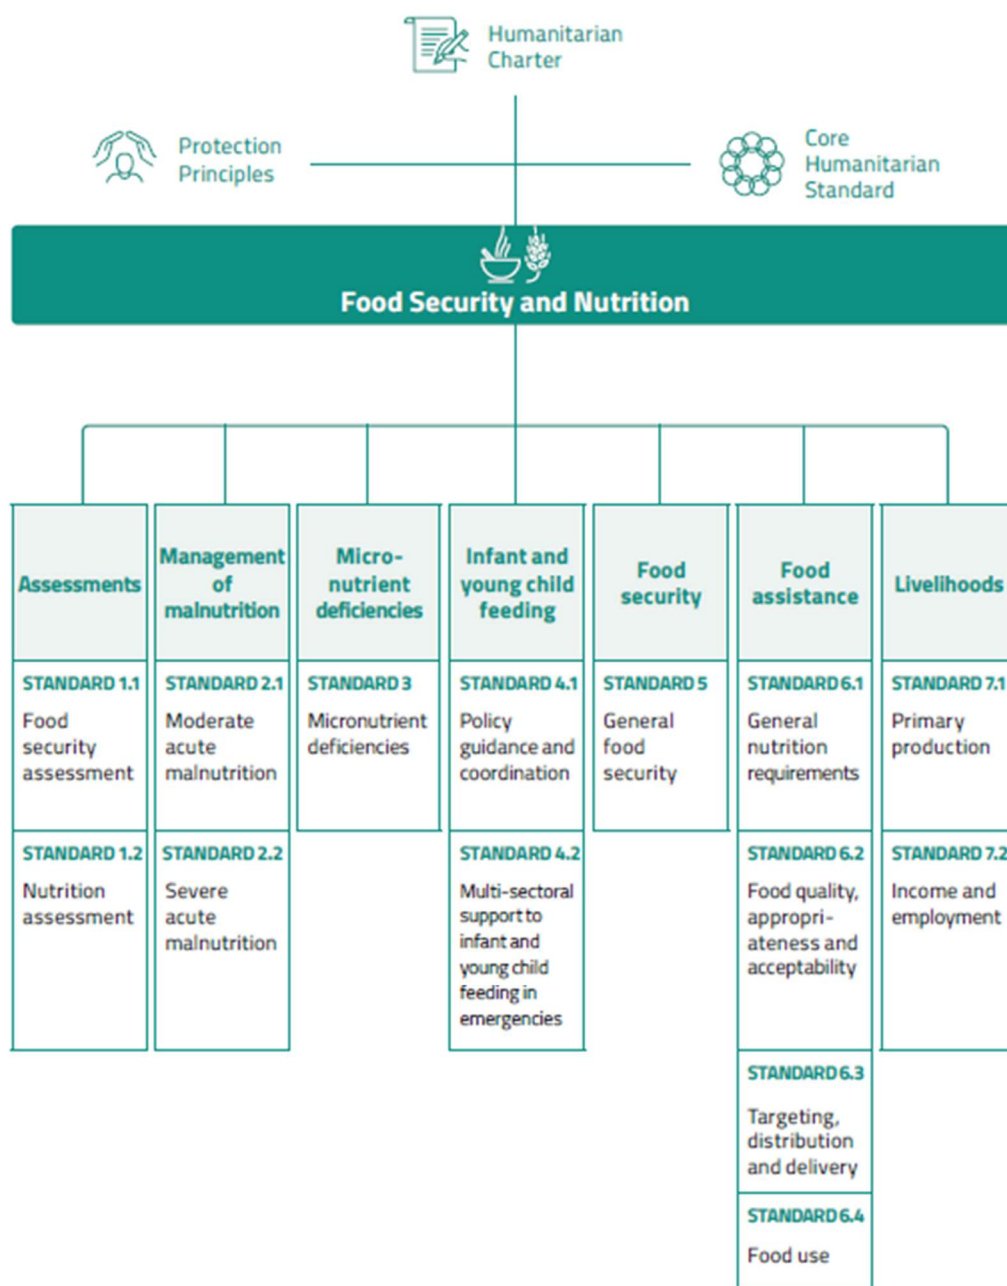 Humanitarian
Charter
Protection
Principles
Core
Humanitarian
Standard
Food Security and Nutrition
Assessments
Management
of
malnutrition
Micro-
nutrient
deficiencies
Infant and
young child
feeding
Food
security
Food
assistance
Livelihoods
STANDARD 1.1
Food
security
assessment
STANDARD 2.1
Moderate
acute
malnutrition
STANDARD 3
Micronutrient
deficiencies
STANDARD 4.1
Policy
guidance and
coordination
STANDARD 5
General
food
security
STANDARD 6.1
General
nutrition
requirements
STANDARD 7.1
Primary
production
STANDARD 1.2
Nutrition
assessment
STANDARD 2.2
Severe
acute
malnutrition
STANDARD 4.2
Multi-sectoral
support to
infant and
young child
feeding in
emergencies
STANDARD 6.2
Food quality,
appropri-
ateness and
acceptability
STANDARD 7.2
Income and
employment
STANDARD 6.3
Targeting,
distribution
and delivery
STANDARD 6.4
Food use